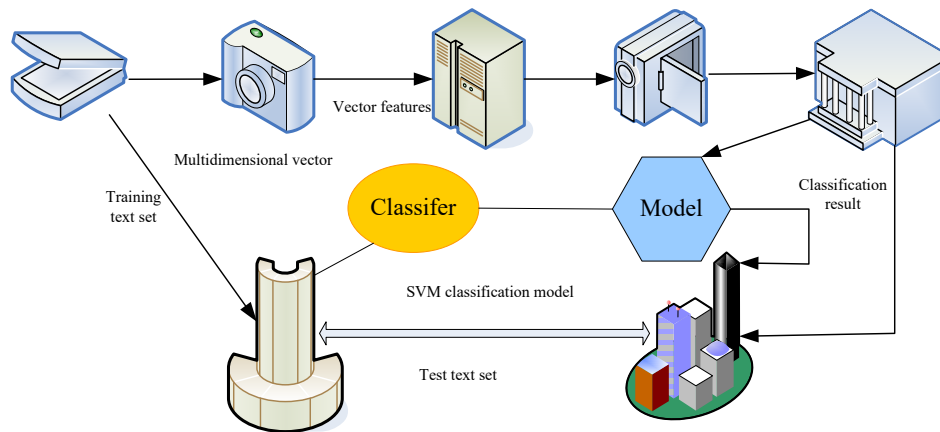 Vector features
Multidimensional vector
Training
text set
Classifer
Model
Classification
result
SVM classification model
Test text set